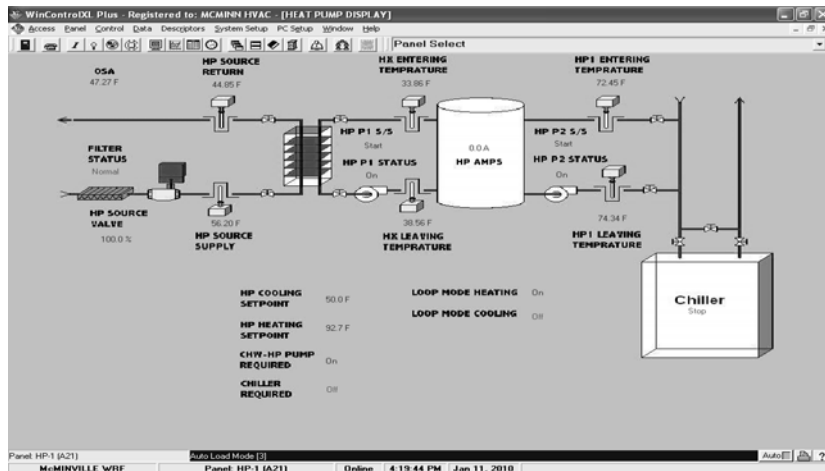 WinControlXL Plus - Registered to: MCMINN HVAC - [HEAT PUMP DISPLAY]
Access Panel Control Data Descriptors System Setup PC Setup Window Help
Panel Select
OSA
47.27 F
HP SOURCE
RETURN
44.85 F
HX ENTERING
TEMPRATURE
33.86 F
HP1 ENTERING
TEMPRATURE
72.45 F
HP P1 S/S
Start
HP P2 S/S
Start
0.0 A
HP AMPS
FILTER
STATUS
Normal
HP P1 STATUS
On
HP P2 STATUS
On
HP SOURCE
VALVE
100.0 %
56.20 F
HP SOURCE
SUPPLY
38.56 F
HX LEAVING
TEMPRATURE
74.34 F
HP1 LEAVING
TEMPRATURE
HP COOLING
SETPOINT
50.0 F
LOOP MODE HEATING On
LOOP MODE COOLING Off
HP HEATING
SETPOINT
92.7 F
CHW-HP PUMP
REQUIRED
On
CHILLER
REQUIRED
Off
Chiller
Stop
Panel: HP-1 (A21) Auto Load Mode [3] Auto
McMINVILLE WRF Panel: HP-1 (A21) Online 4:19:44 PM Jan 11, 2010